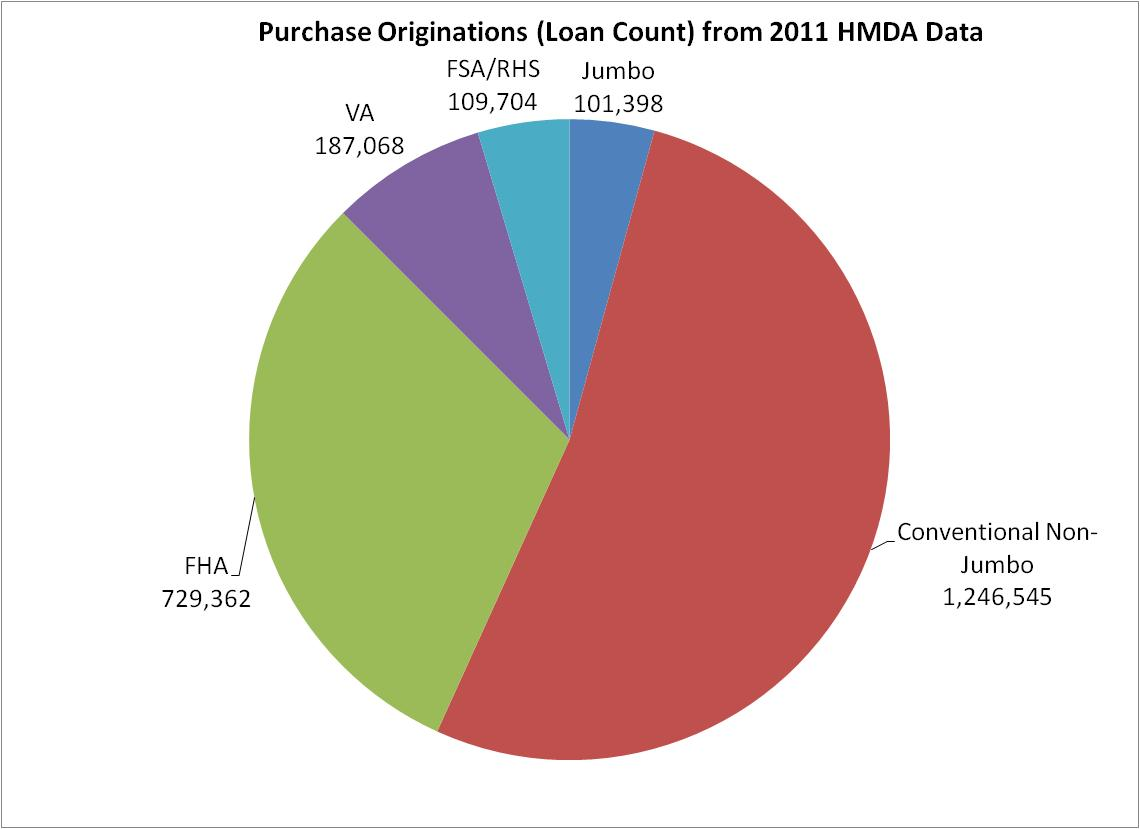 Purchase Originations (Loan Count) from 2011 HMDA Data
FSA/RHS
109,704
Jumbo
101,398
VA
187,068
Conventional Non-
Jumbo
1,246,545
FHA
729,362